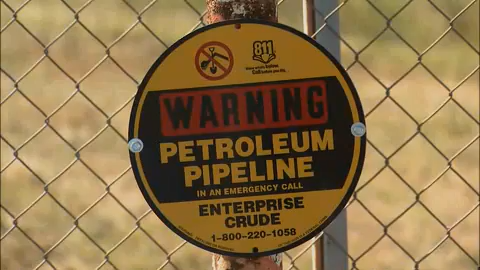 811
WARNING
PETROLEUM
PIPELINE
IN AN EMERGENCY CALL
ENTERPRISE
CRUDE
1-800-220-1058